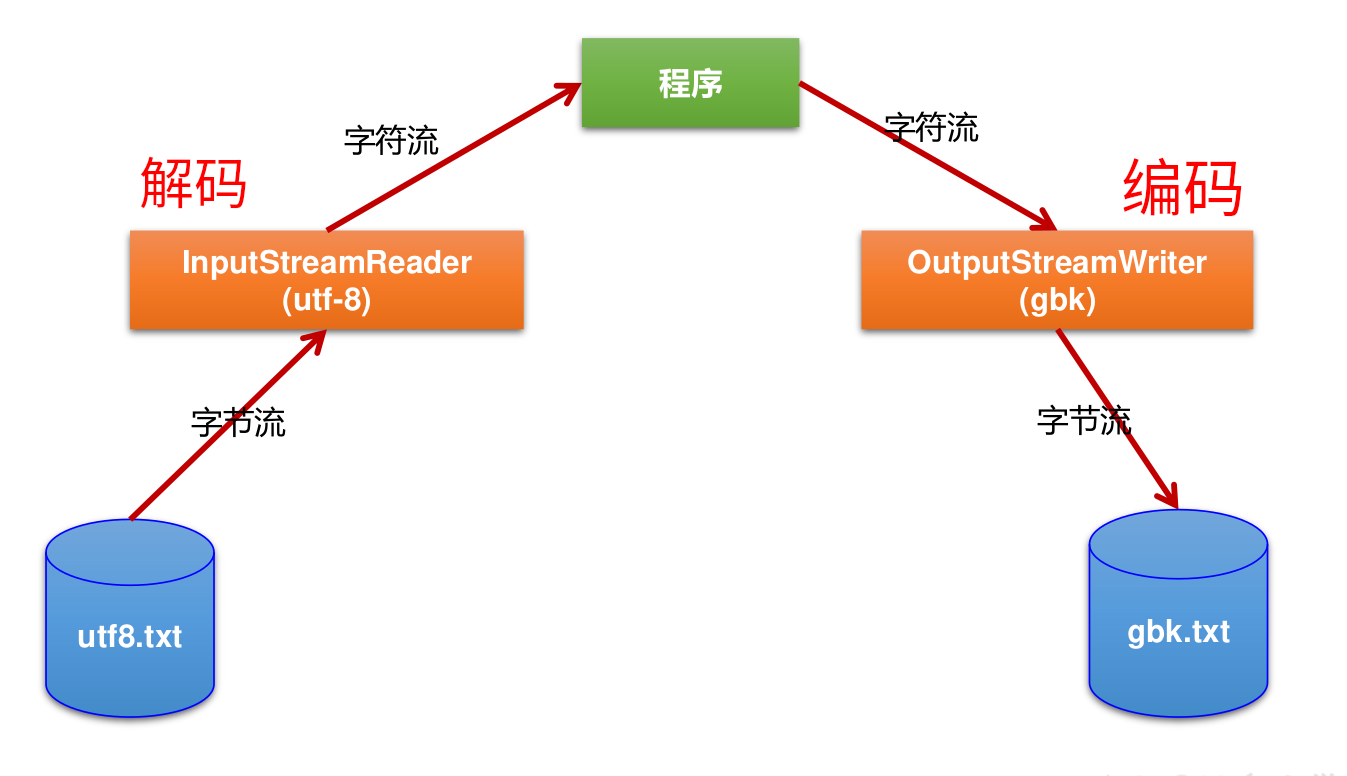 程序
字符流
字符流
解码
编码
InputStreamReader
(utf-8)
OutputStreamWriter
(gbk)
字节流
字节流
utf8.txt
gbk.txt